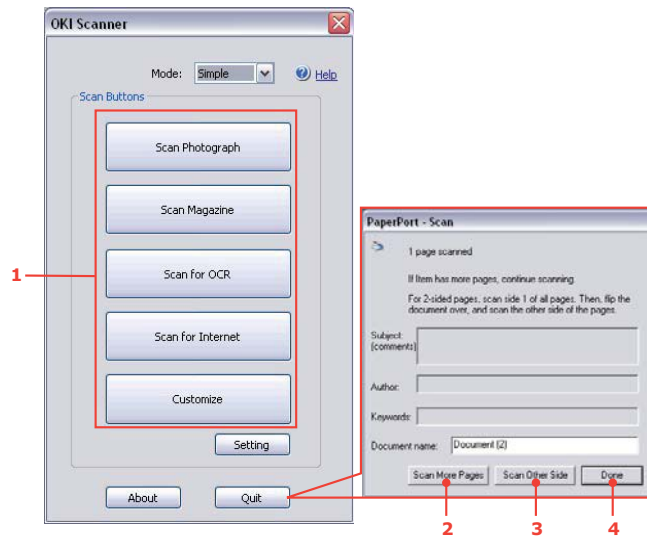 OKI Scanner
Mode: Simple Help
Scan Buttons
Scan Photograph
Scan Magazine
1
Scan for OCR
Scan for Internet
Customize
Setting
About Quit
PaperPort - Scan
1 page scanned
If Item has more pages, continue scanning.
For 2-sided pages, scan side 1 of all pages. Then, flip the
document over, and scan the other side of the pages.
Subject:
(comments)
Author:
Keywords:
Document name: Document (2)
Scan More Pages Scan Other Side Done
2 3 4